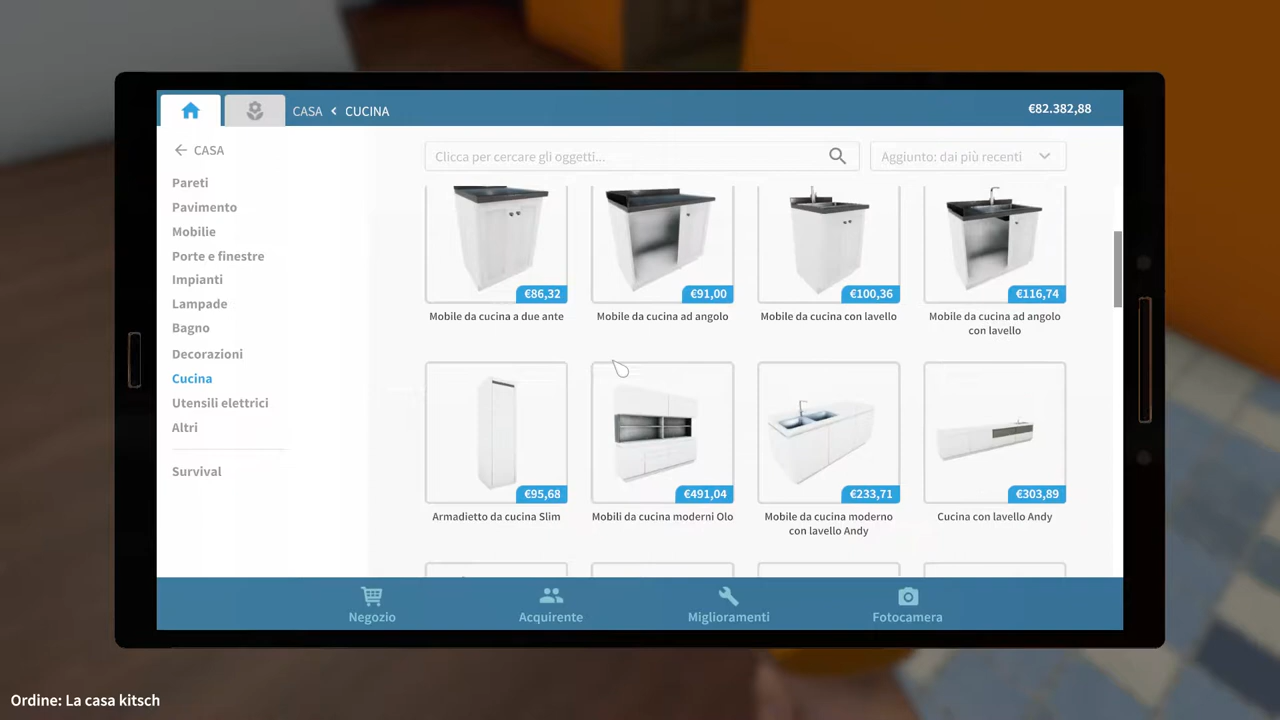 CASA < CUCINA
€82.382,88
← CASA
Clicca per cercare gli oggetti...
Aggiunto: dai più recenti
Pareti
Pavimento
Mobilie
Porte e finestre
Impianti
Lampade
Bagno
Decorazioni
Cucina
Utensili elettrici
Altri
Survival
€86,32
€91,00
€100,36
€116,74
Mobile da cucina a due ante
Mobile da cucina ad angolo
Mobile da cucina con lavello
Mobile da cucina ad angolo
con lavello
€95,68
€491,04
€233,71
€303,89
Armadietto da cucina Slim
Mobili da cucina moderni Olo
Mobile da cucina moderno
con lavello Andy
Cucina con lavello Andy
Negozio
Acquirente
Miglioramenti
Fotocamera
Ordine: La casa kitsch